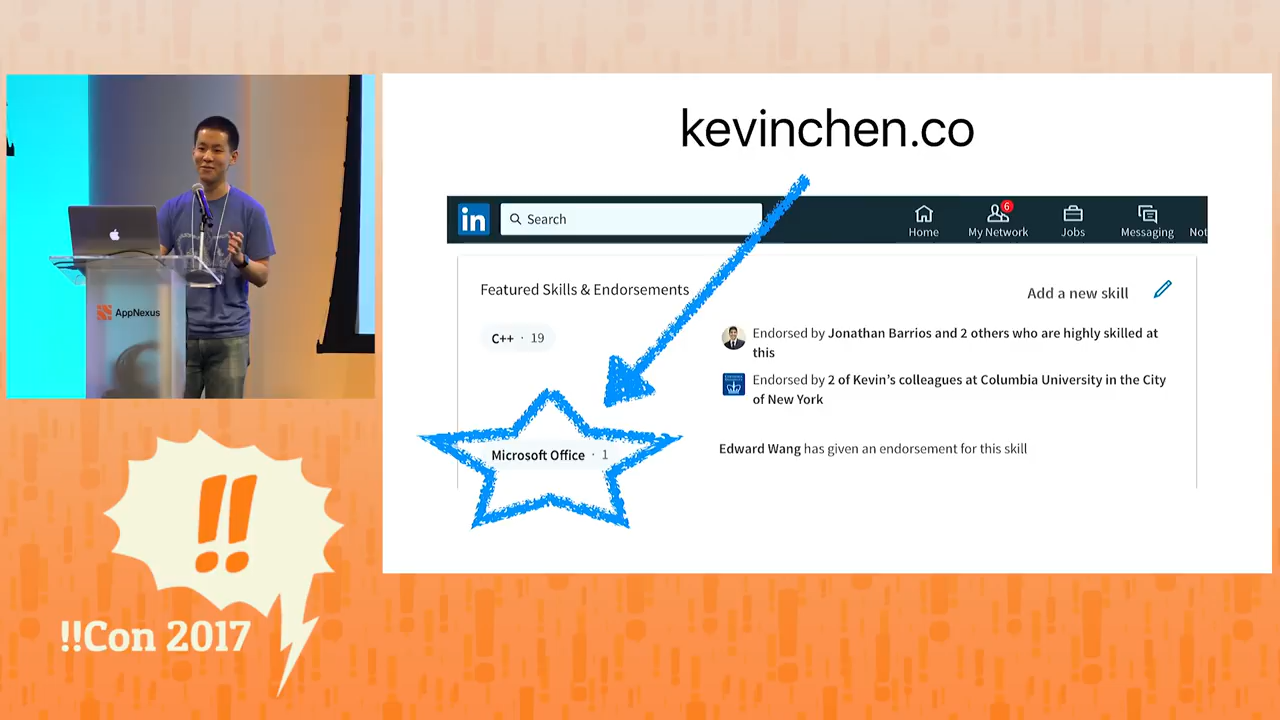 kevinchen.co
in
Search
Home
6
My Network
Jobs
Messaging
Not
Featured Skills & Endorsements
Add a new skill
C++ · 19
Endorsed by Jonathan Barrios and 2 others who are highly skilled at
this
Endorsed by 2 of Kevin's colleagues at Columbia University in the City
of New York
Microsoft Office · 1
Edward Wang has given an endorsement for this skill
AppNexus
!!
!!Con 2017